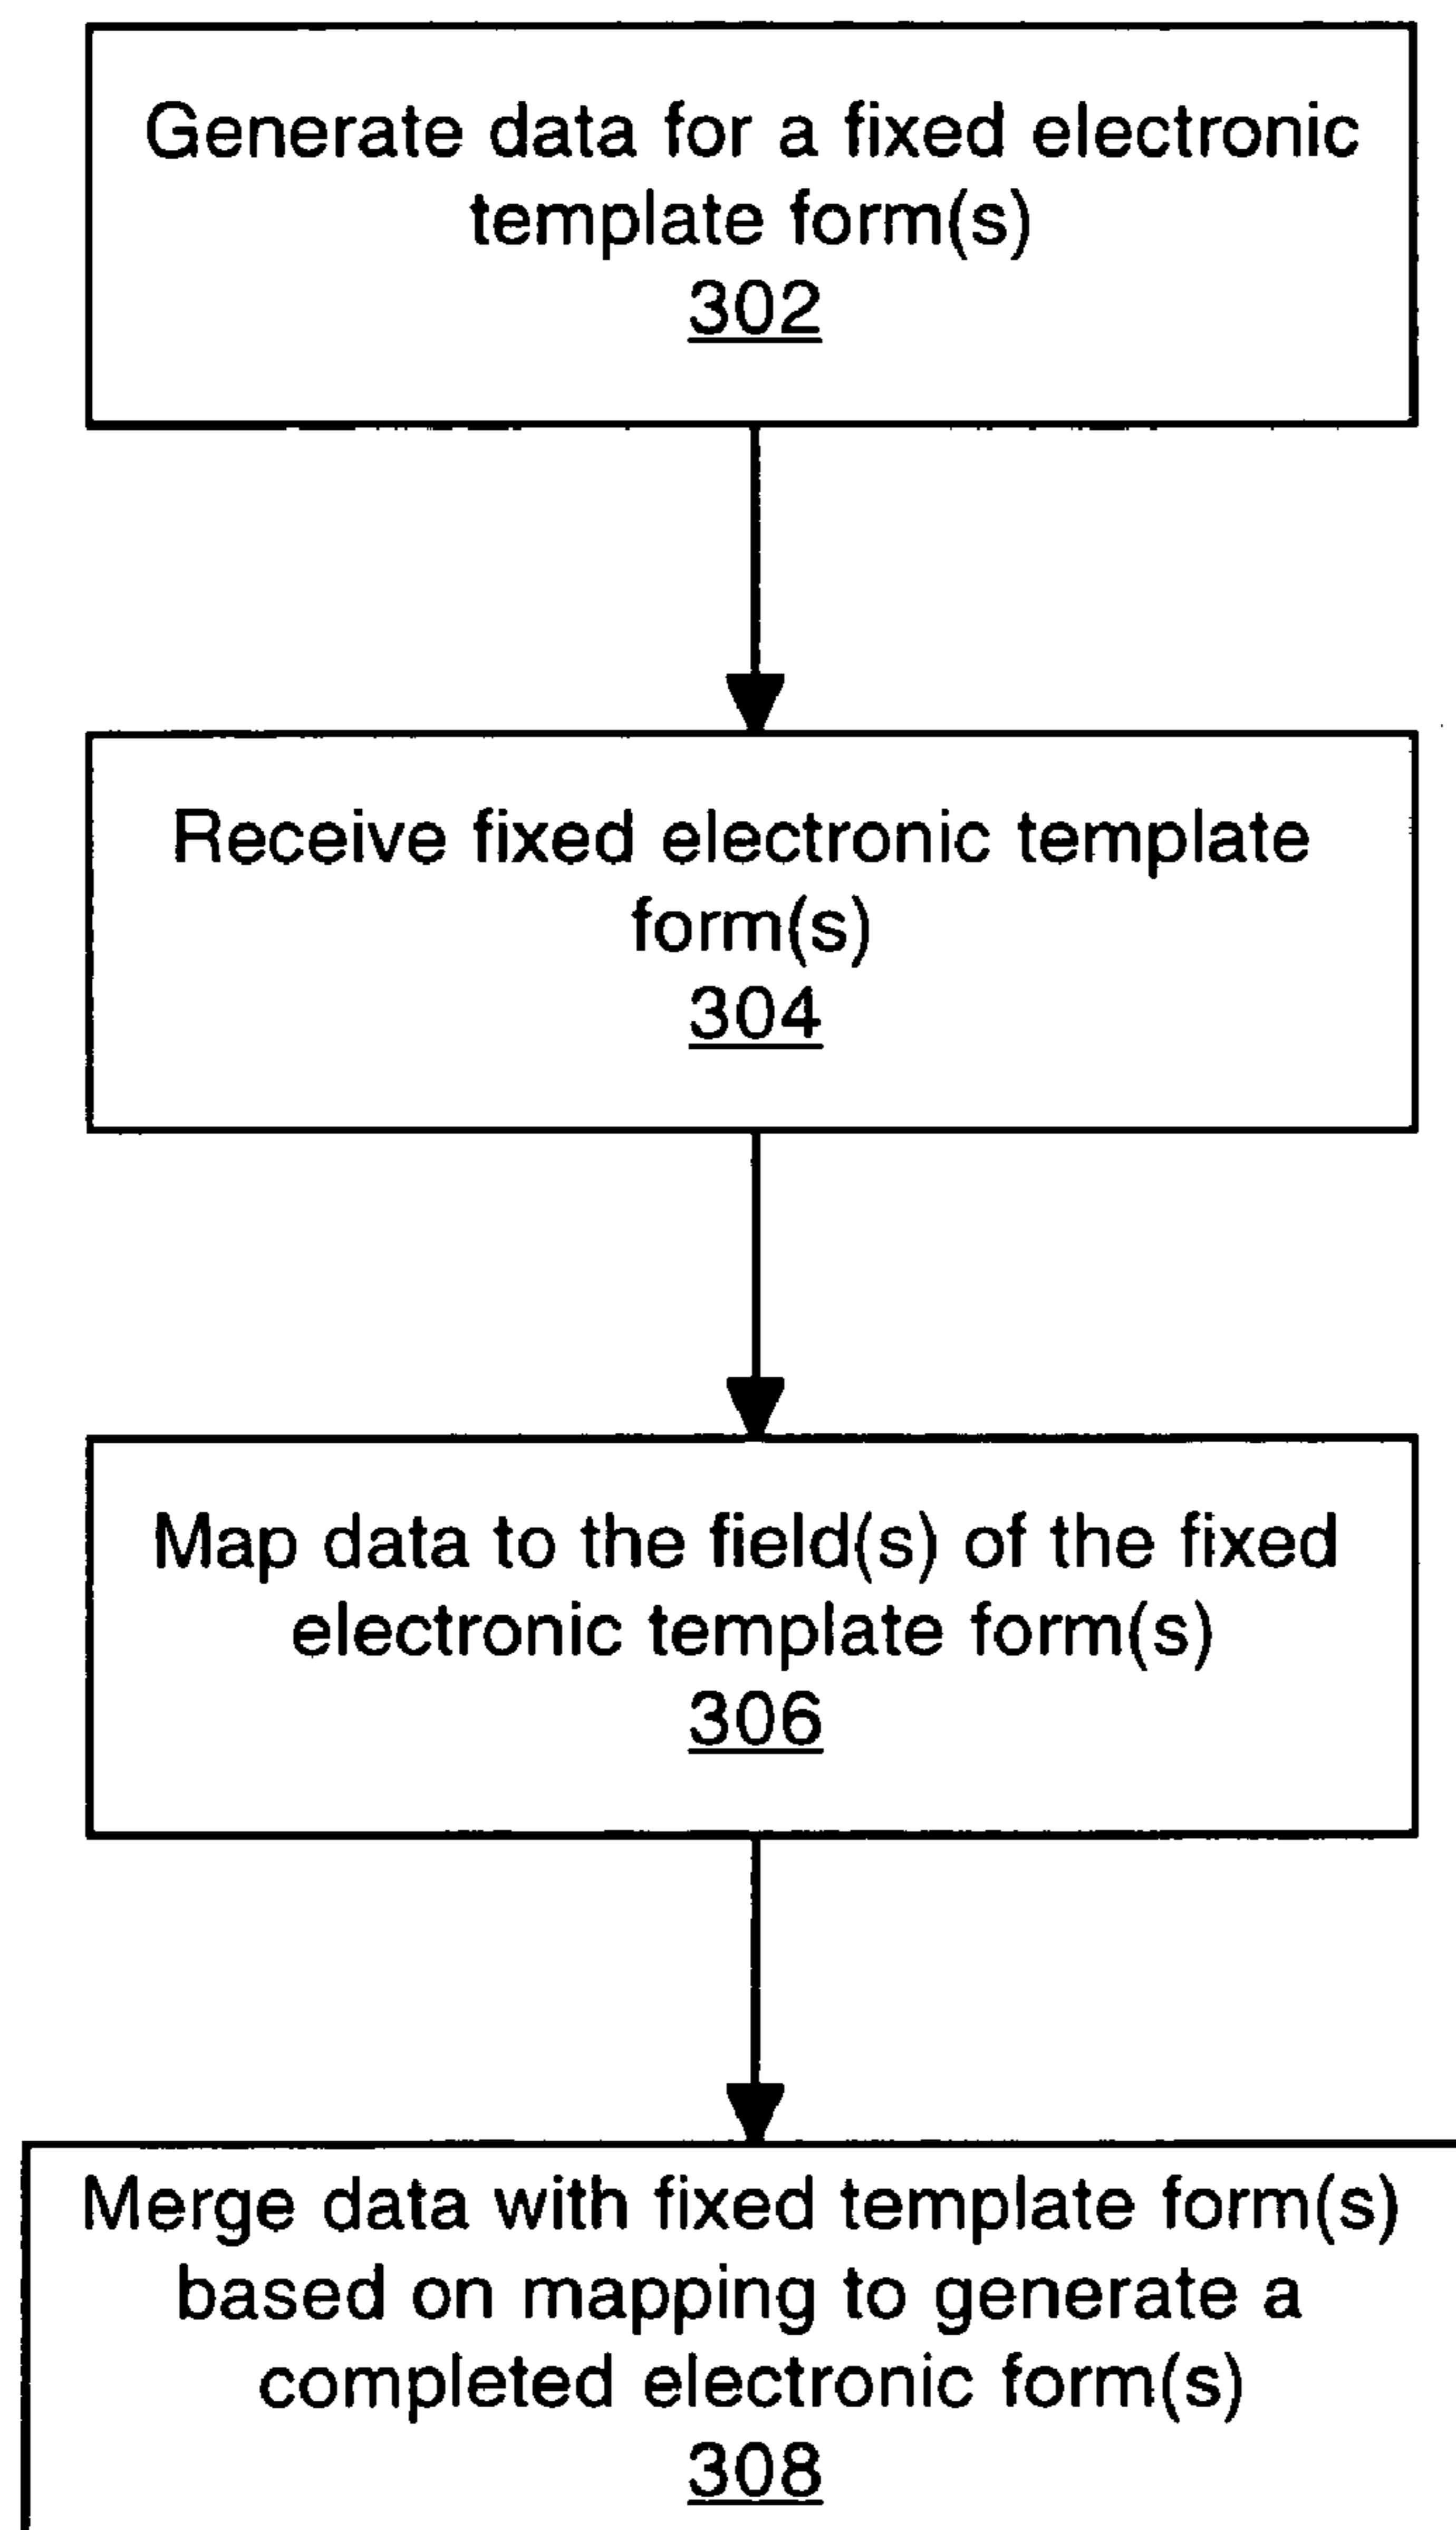 Generate data for a fixed electronic
template form(s)
302
Receive fixed electronic template
form(s)
304
Map data to the field(s) of the fixed
electronic template form(s)
306
Merge data with fixed template form(s)
based on mapping to generate a
completed electronic form(s)
308